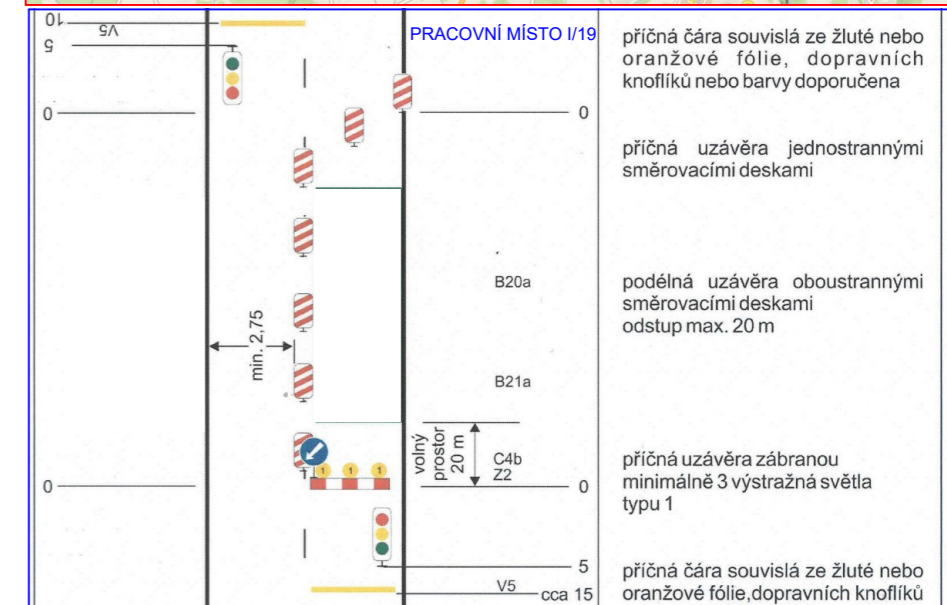 10
V5
5
PRACOVNÍ MÍSTO I/19
příčná čára souvislá ze žluté nebo
oranžové fólie, dopravních
knoflíků nebo barvy doporučena
0
0
příčná uzávěra jednostrannými
směrovacími deskami
B20a
podélná uzávěra oboustrannými
směrovacími deskami
odstup max. 20 m
min. 2,75
B21a
volný
prostor
20 m
C4b
Z2
1 1 1
0
0
příčná uzávěra zábranou
minimálně 3 výstražná světla
typu 1
5
V5
cca 15
příčná čára souvislá ze žluté nebo
oranžové fólie,dopravních knoflíků